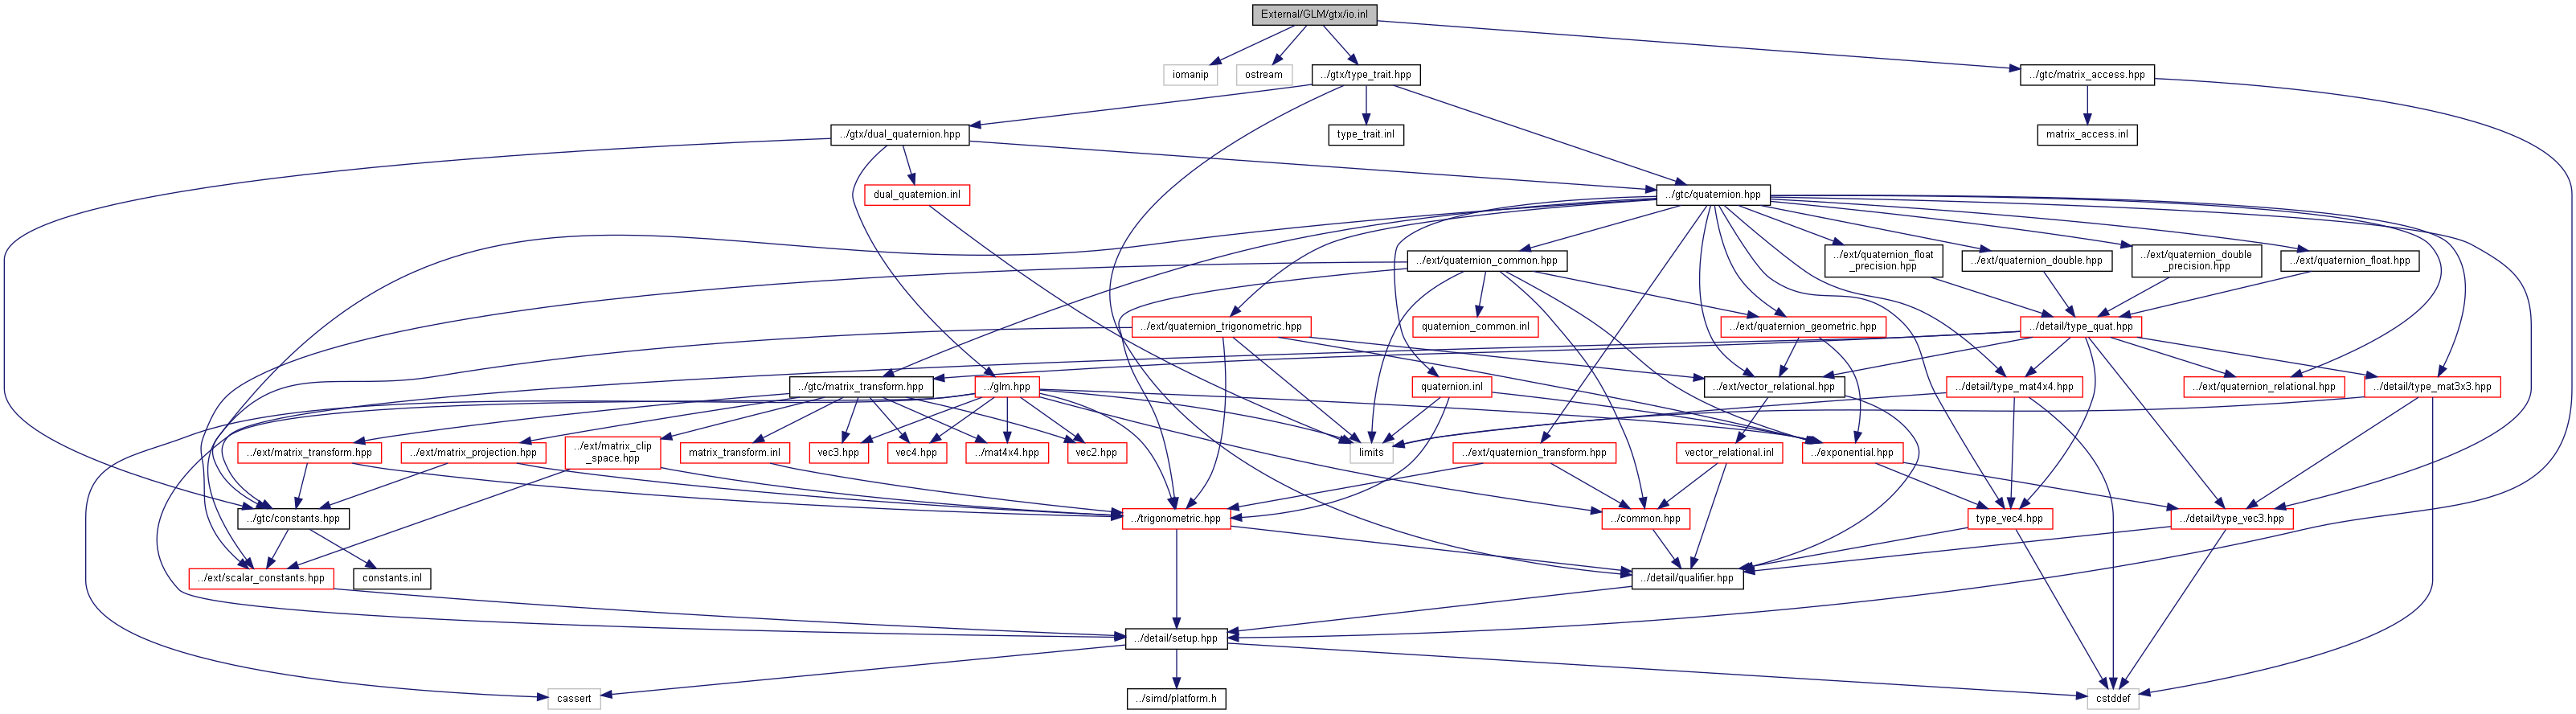 External/GLM/gtx/io.inl
iomanip
ostream
../gtx/type_trait.hpp
../gtc/matrix_access.hpp
../gtx/dual_quaternion.hpp
type_trait.inl
matrix_access.inl
dual_quaternion.inl
../gtc/quaternion.hpp
../ext/quaternion_common.hpp
../ext/quaternion_float
_precision.hpp
../ext/quaternion_double.hpp
../ext/quaternion_double
_precision.hpp
../ext/quaternion_float.hpp
../ext/quaternion_trigonometric.hpp
quaternion_common.inl
../ext/quaternion_geometric.hpp
../detail/type_quat.hpp
../gtc/matrix_transform.hpp
../glm.hpp
quaternion.inl
../ext/vector_relational.hpp
../detail/type_mat4x4.hpp
../ext/quaternion_relational.hpp
../detail/type_mat3x3.hpp
../ext/matrix_transform.hpp
../ext/matrix_projection.hpp
../ext/matrix_clip
_space.hpp
matrix_transform.inl
vec3.hpp
vec4.hpp
../mat4x4.hpp
vec2.hpp
limits
../ext/quaternion_transform.hpp
vector_relational.inl
../exponential.hpp
../gtc/constants.hpp
../trigonometric.hpp
../common.hpp
type_vec4.hpp
../detail/type_vec3.hpp
../ext/scalar_constants.hpp
constants.inl
../detail/qualifier.hpp
../detail/setup.hpp
cassert
../simd/platform.h
cstddef